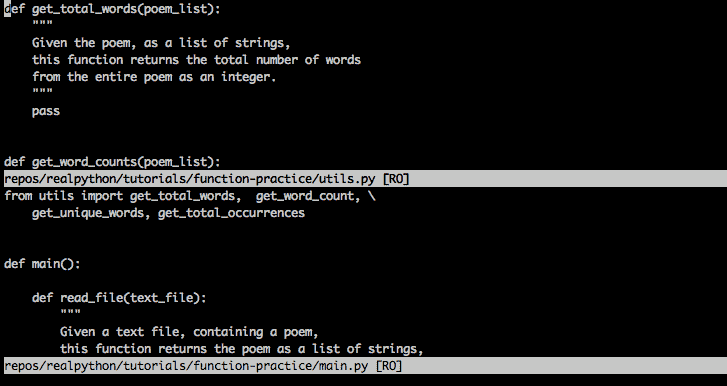 def get_total_words(poem_list):
    """
    Given the poem, as a list of strings,
    this function returns the total number of words
    from the entire poem as an integer.
    """
    pass
def get_word_counts(poem_list):
repos/realpython/tutorials/function-practice/utils.py [RO]
from utils import get_total_words,  get_word_count, \
    get_unique_words, get_total_occurrences
def main():
    def read_file(text_file):
        """
        Given a text file, containing a poem,
        this function returns the poem as a list of strings,
repos/realpython/tutorials/function-practice/main.py [RO]